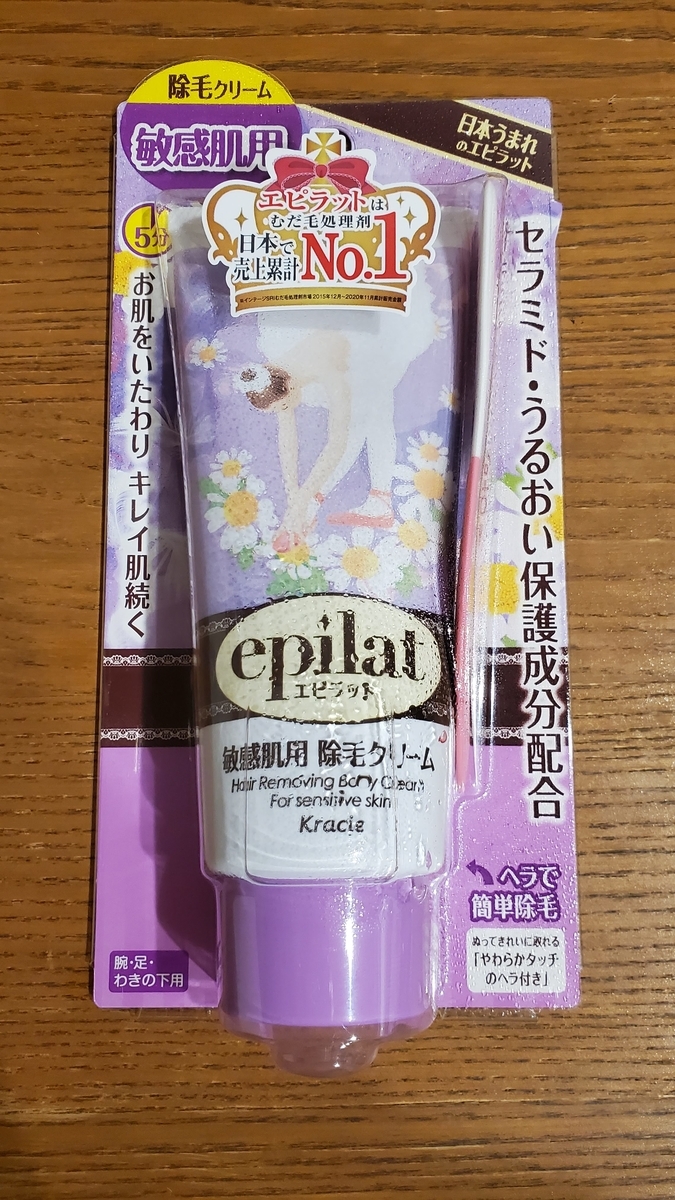 除毛クリーム
敏感肌用
日本うまれ
のエピラット
エピラットは
むだ毛処理剤
日本で
売上累計
No.1
5分
お肌をいたわり キレイ肌続く
セラミド・うるおい保護成分配合
epilat
エピラット
敏感肌用 除毛クリーム
Hair Removing Body Cream
For sensitive skin
Kracie
ヘラで
簡単除毛
ぬってきれいに取れる
「やわらかタッチ
のヘラ付き」
腕・足・
わきの下用